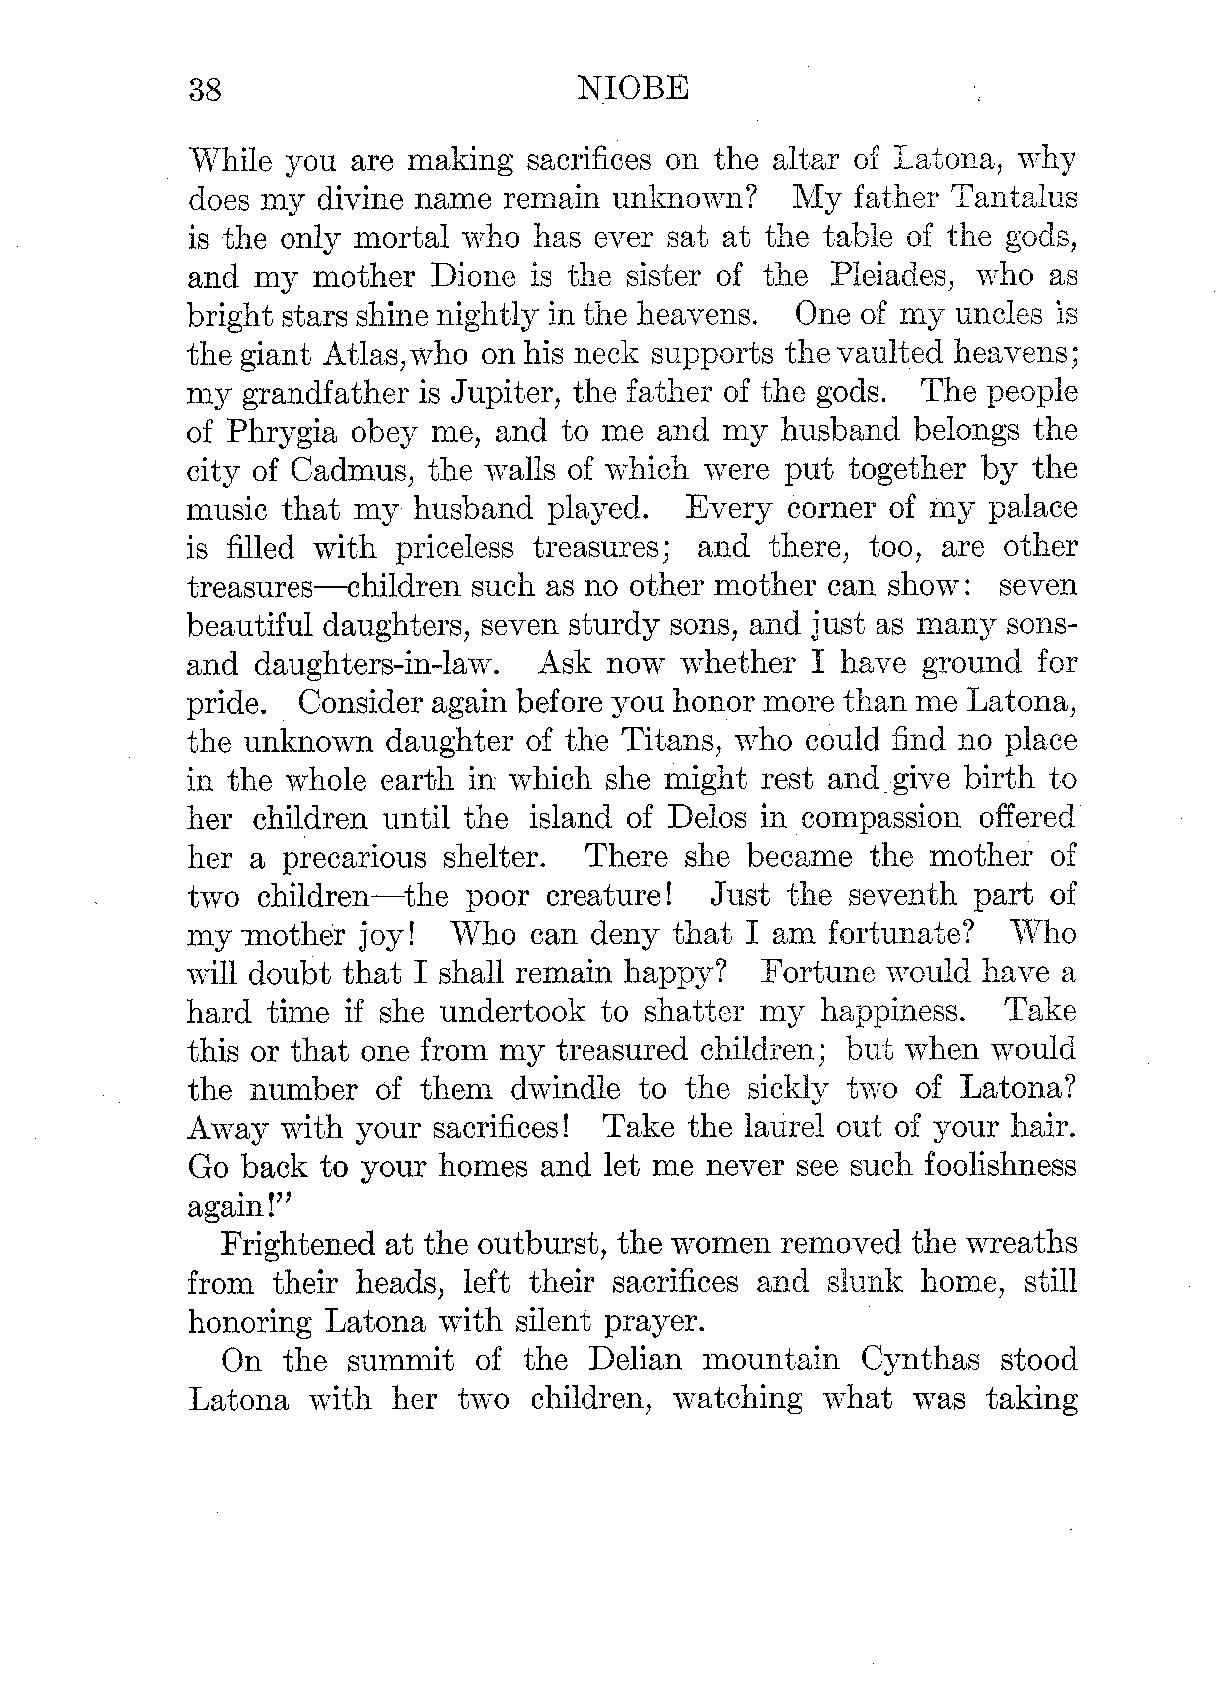 38 NIOBE
While you are making sacrifices on the altar of Latona, why
does my divine name remain unknown? My father Tantalus
is the only mortal who has ever sat at the table of the gods,
and my mother Dione is the sister of the Pleiades, who as
bright stars shine nightly in the heavens. One of my uncles is
the giant Atlas, who on his neck supports the vaulted heavens;
my grandfather is Jupiter, the father of the gods. The people
of Phrygia obey me, and to me and my husband belongs the
city of Cadmus, the walls of which were put together by the
music that my husband played. Every corner of my palace
is filled with priceless treasures; and there, too, are other
treasures—children such as no other mother can show: seven
beautiful daughters, seven sturdy sons, and just as many sons-
and daughters-in-law. Ask now whether I have ground for
pride. Consider again before you honor more than me Latona,
the unknown daughter of the Titans, who could find no place
in the whole earth in which she might rest and give birth to
her children until the island of Delos in compassion offered
her a precarious shelter. There she became the mother of
two children—the poor creature! Just the seventh part of
my mother joy! Who can deny that I am fortunate? Who
will doubt that I shall remain happy? Fortune would have a
hard time if she undertook to shatter my happiness. Take
this or that one from my treasured children; but when would
the number of them dwindle to the sickly two of Latona?
Away with your sacrifices! Take the laurel out of your hair.
Go back to your homes and let me never see such foolishness
again!"
Frightened at the outburst, the women removed the wreaths
from their heads, left their sacrifices and slunk home, still
honoring Latona with silent prayer.
On the summit of the Delian mountain Cynthas stood
Latona with her two children, watching what was taking